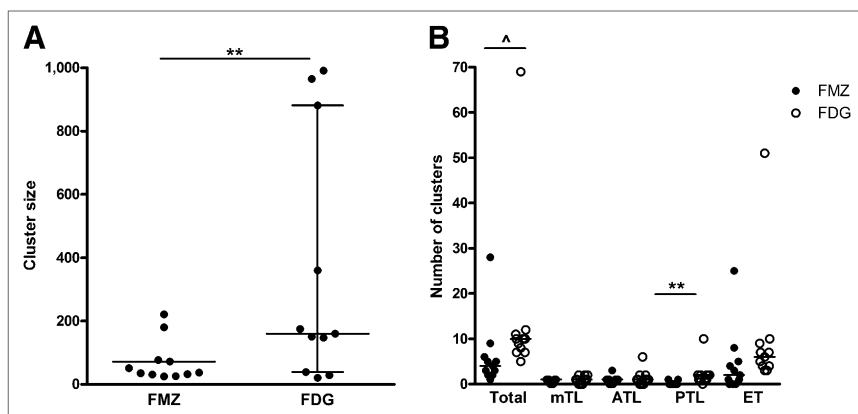 A
**
Cluster size
1,000
800
600
400
200
0
FMZ
FDG
B
^
**
Number of clusters
70
60
50
40
30
20
10
0
Total
mTL
ATL
PTL
ET
FMZ
FDG